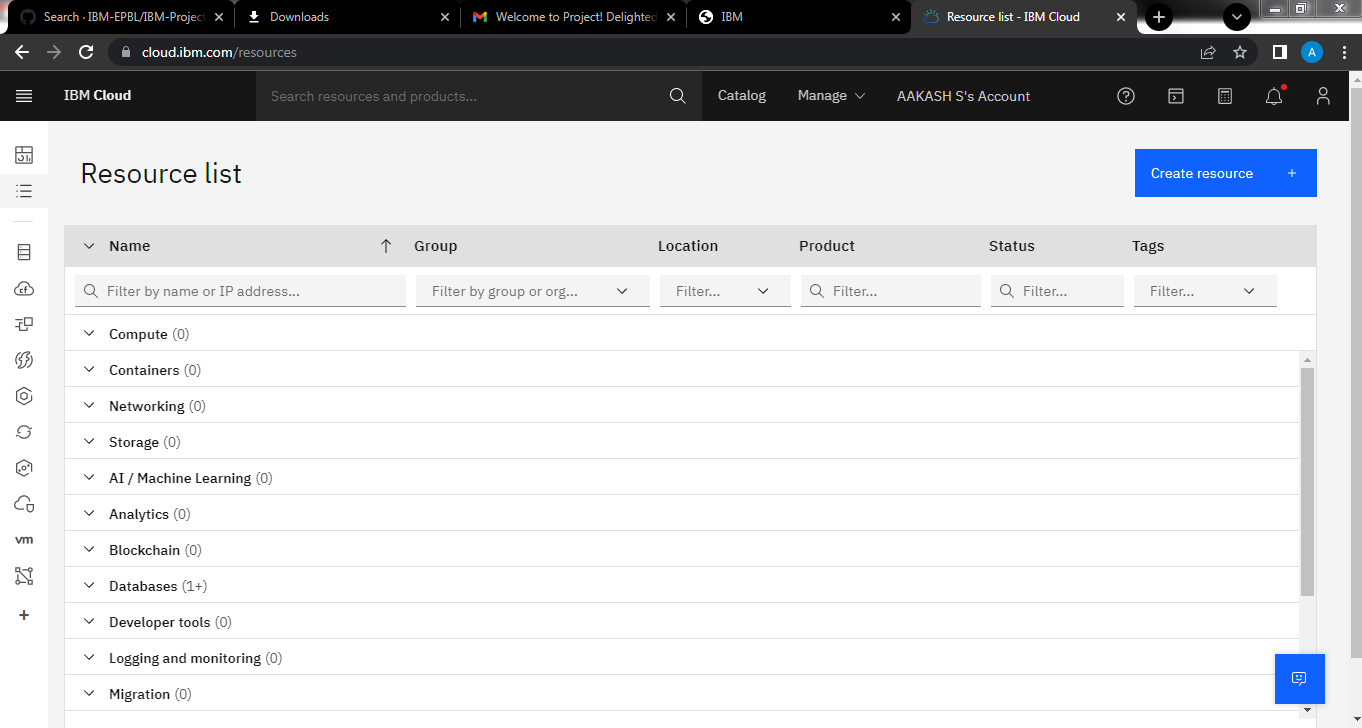 Search · IBM-EPBL/IBM-Project
Downloads
Welcome to Project! Delighted
IBM
Resource list - IBM Cloud
cloud.ibm.com/resources
A
IBM Cloud
Search resources and products...
Catalog
Manage
AAKASH S's Account
Resource list
Create resource +
Name
Group
Location
Product
Status
Tags
Filter by name or IP address...
Filter by group or org...
Filter...
Filter...
Filter...
Filter...
Compute (0)
Containers (0)
Networking (0)
Storage (0)
AI / Machine Learning (0)
Analytics (0)
Blockchain (0)
Databases (1+)
Developer tools (0)
Logging and monitoring (0)
Migration (0)
cf
vm